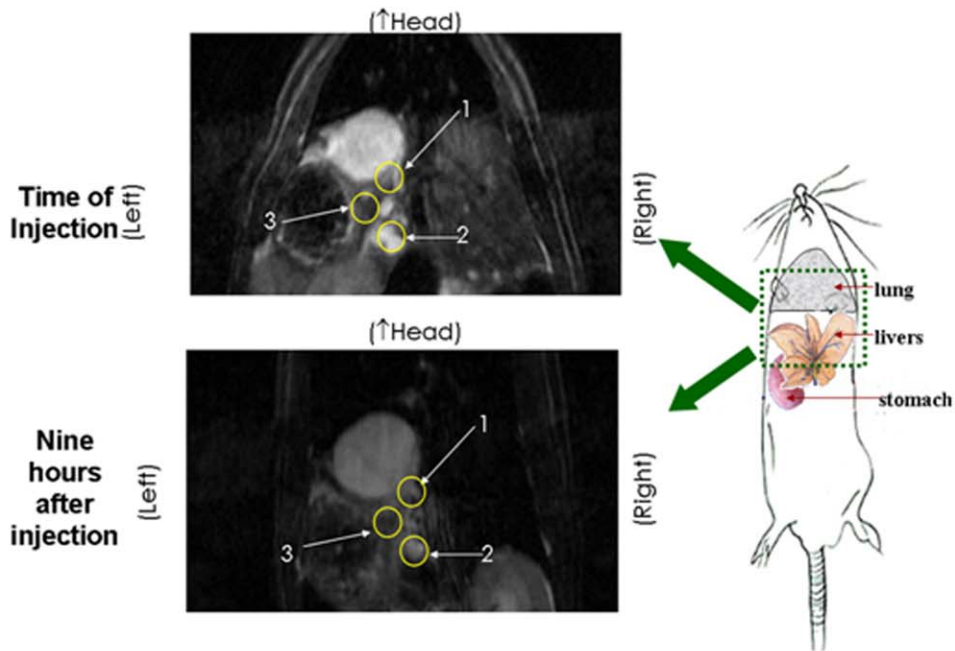 (↑Head)
1
Time of
Injection
(Left)
3
2
(Right)
lung
livers
stomach
(↑Head)
1
Nine
hours
after
injection
(Left)
3
2
(Right)